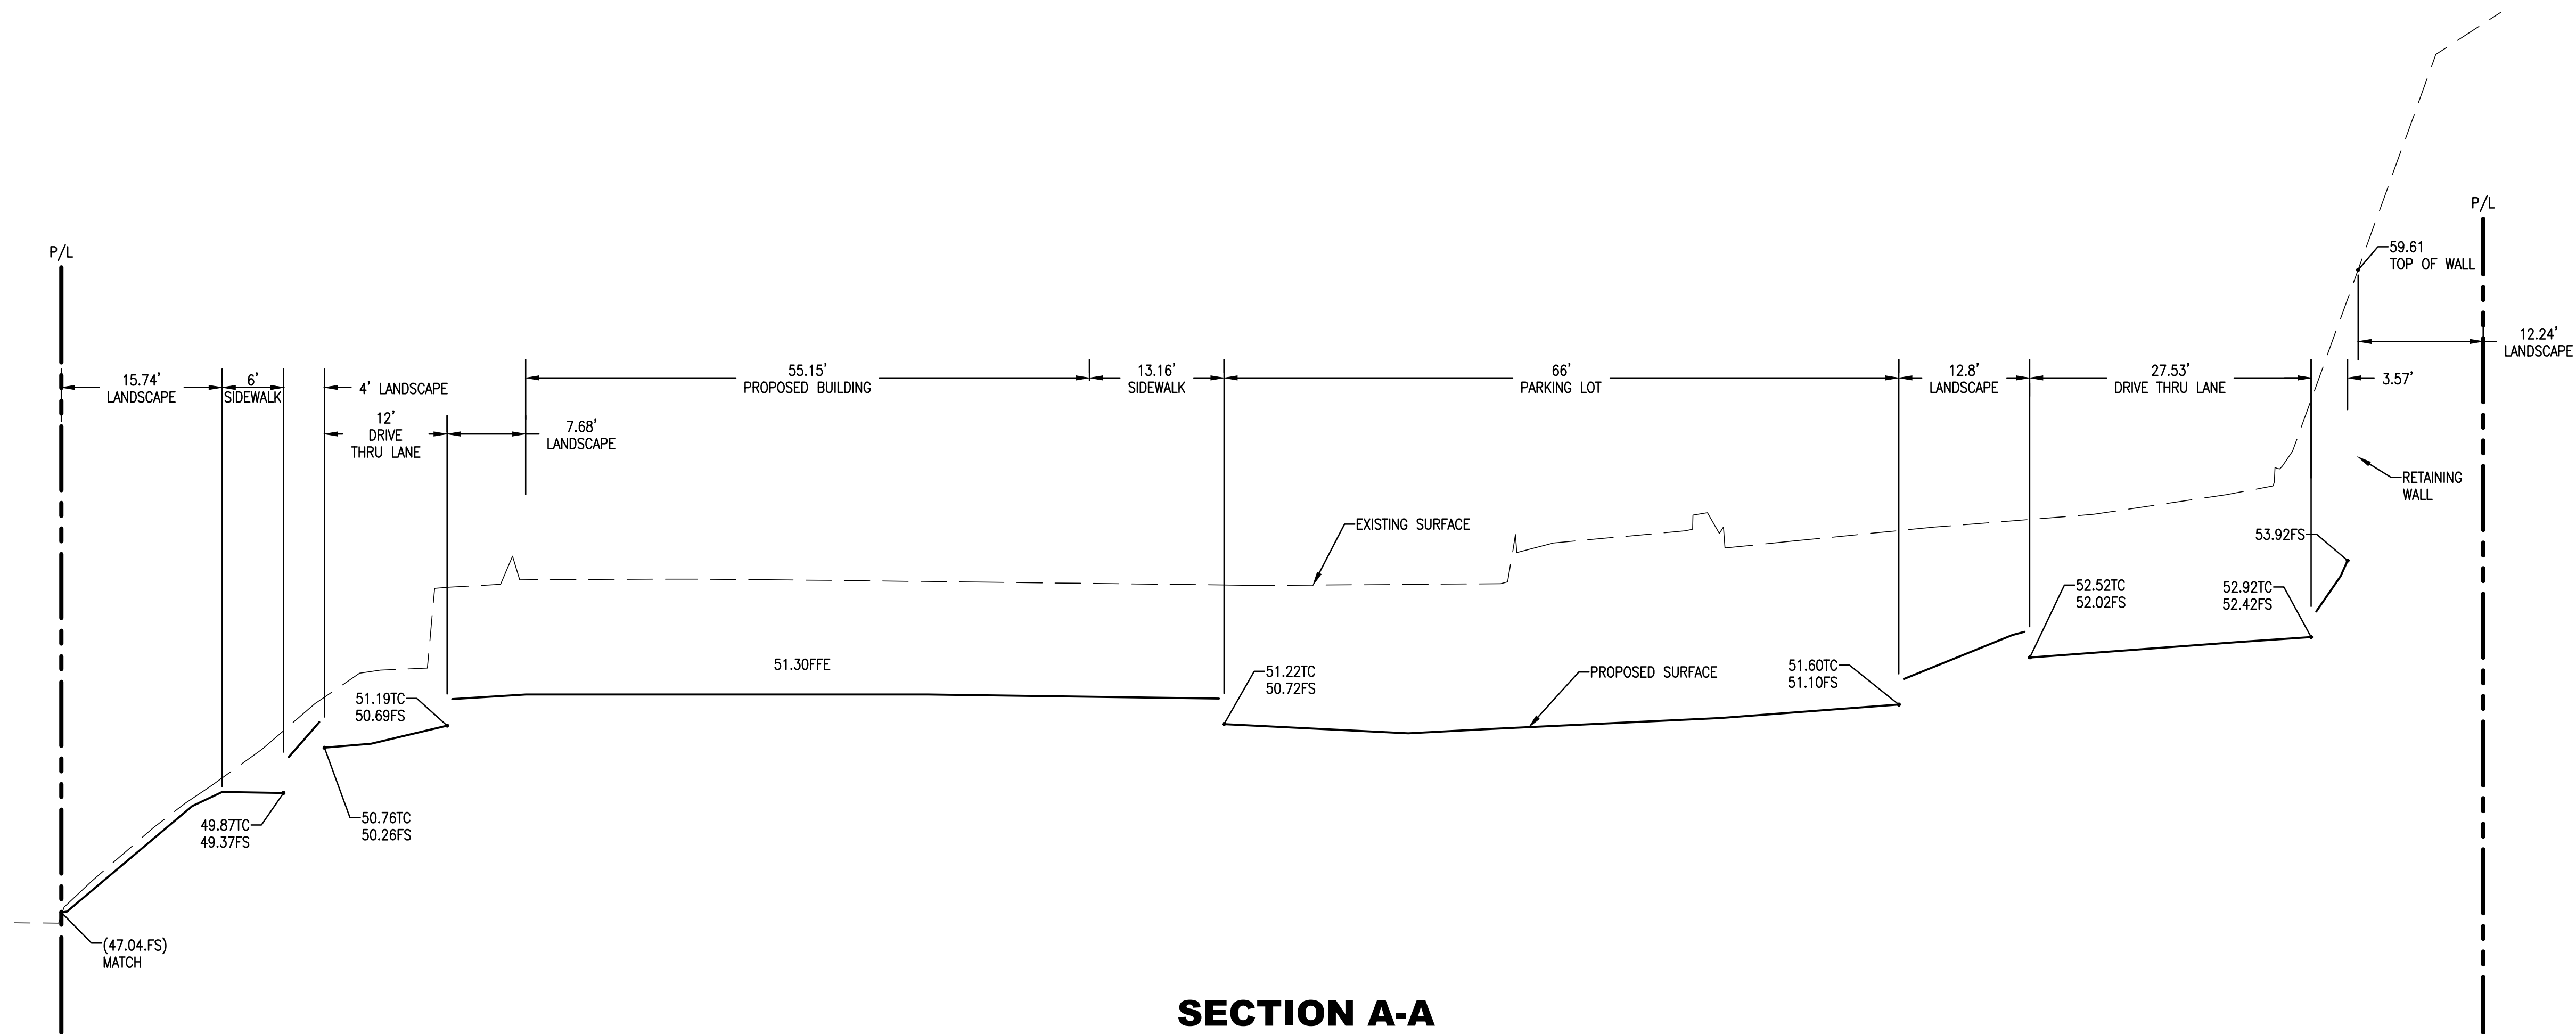 P/L
P/L
59.61
TOP OF WALL
12.24'
LANDSCAPE
15.74'
LANDSCAPE
6'
SIDEWALK
4' LANDSCAPE
12'
DRIVE
THRU LANE
7.68'
LANDSCAPE
55.15'
PROPOSED BUILDING
13.16'
SIDEWALK
66'
PARKING LOT
12.8'
LANDSCAPE
27.53'
DRIVE THRU LANE
3.57'
RETAINING
WALL
EXISTING SURFACE
53.92FS
52.52TC
52.02FS
52.92TC
52.42FS
51.30FFE
51.22TC
50.72FS
PROPOSED SURFACE
51.60TC
51.10FS
51.19TC
50.69FS
49.87TC
49.37FS
50.76TC
50.26FS
(47.04.FS)
MATCH
SECTION A-A